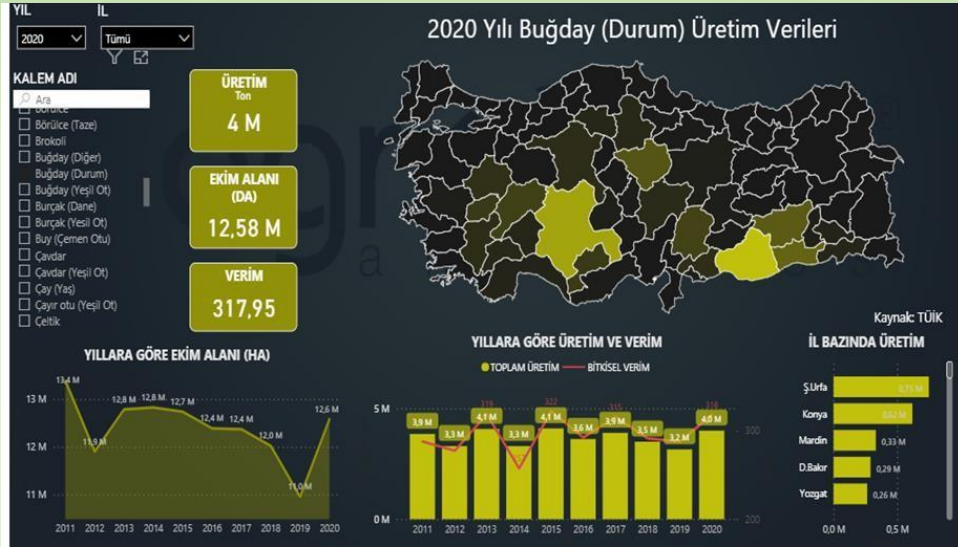 YIL
İL
2020
Tümü
2020 Yılı Buğday (Durum) Üretim Verileri
KALEM ADI
Ara
Börülce
Börülce (Taze)
Brokoli
Buğday (Diğer)
Buğday (Durum)
Buğday (Yeşil Ot)
Burçak (Dane)
Burçak (Yesil Ot)
Buy (Çemen Otu)
Çavdar
Çavdar (Yeşil Ot)
Çay (Yaş)
Çayır otu (Yeşil Ot)
Çeltik
ÜRETİM
Ton
4 M
EKİM ALANI
(DA)
12,58 M
VERİM
317,95
Kaynak: TÜİK
YILLARA GÖRE EKİM ALANI (HA)
13 M
12 M
11 M
13,4 M
11,9 M
12,8 M
12,8 M
12,7 M
12,4 M
12,4 M
12,0 M
11,0 M
12,6 M
2011 2012 2013 2014 2015 2016 2017 2018 2019 2020
YILLARA GÖRE ÜRETİM VE VERİM
TOPLAM ÜRETİM BİTKİSEL VERİM
5 M
0 M
319
322
315
318
3,9 M 3,3 M 4,1 M 3,3 M 4,1 M 3,6 M 3,9 M 3,5 M 3,2 M 4,0 M
300
200
2011 2012 2013 2014 2015 2016 2017 2018 2019 2020
İL BAZINDA ÜRETİM
Ş.Urfa 0,75 M
Konya 0,62 M
Mardin 0,33 M
D.Bakır 0,29 M
Yozgat 0,26 M
0,0 M 0,5 M